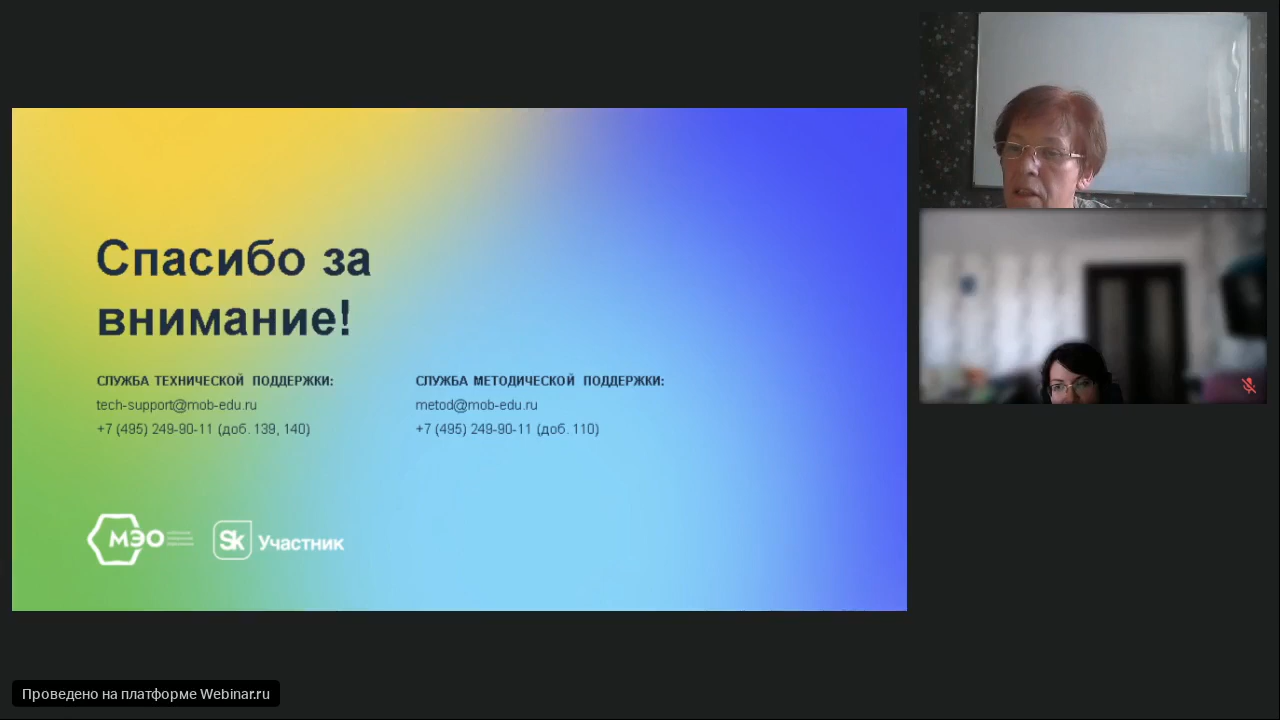 Спасибо за
внимание!
СЛУЖБА ТЕХНИЧЕСКОЙ ПОДДЕРЖКИ:
tech-support@mob-edu.ru
+7 (495) 249-90-11 (доб. 139, 140)
СЛУЖБА МЕТОДИЧЕСКОЙ ПОДДЕРЖКИ:
metod@mob-edu.ru
+7 (495) 249-90-11 (доб. 110)
МЭО
Sk Участник
Проведено на платформе Webinar.ru